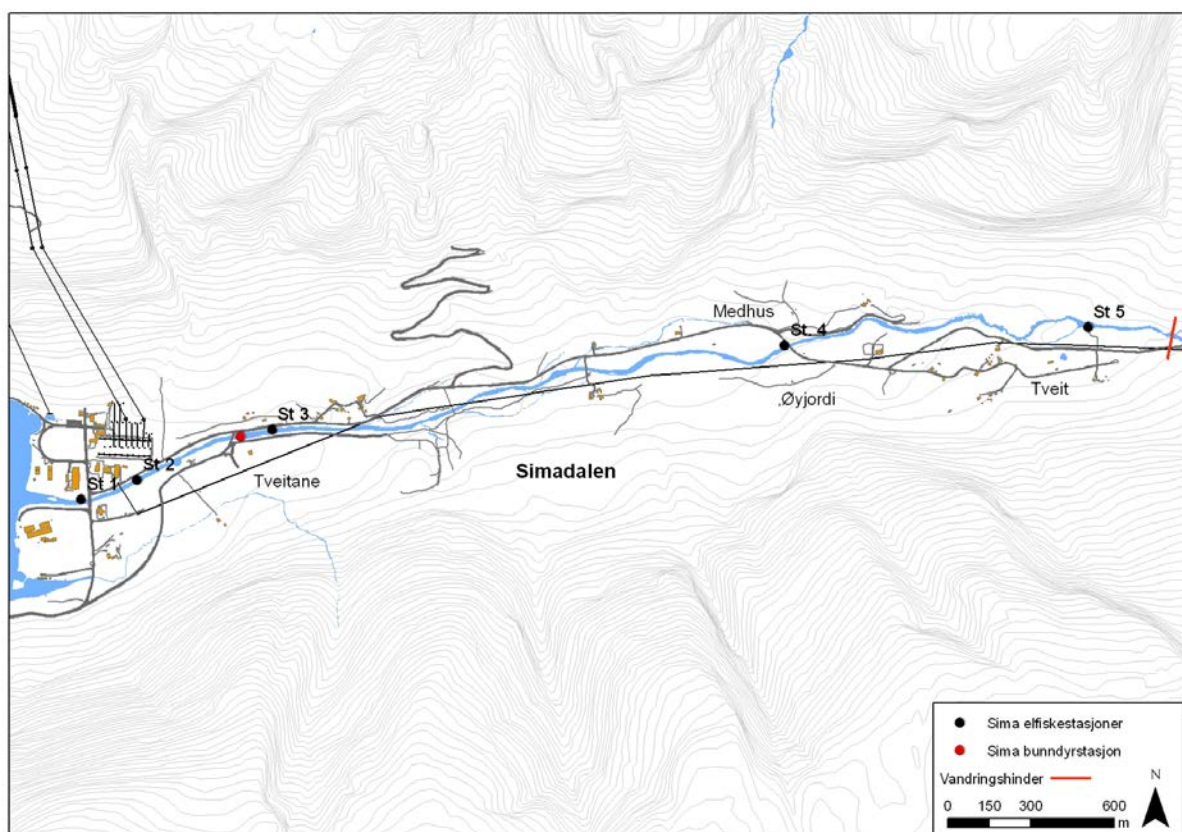 Medhus
St. 4
St 5
Øyjordi
Tveit
St 3
St 2
St 1
Tveitane
Simadalen
Sima elfiskestasjoner
Sima bunndyrstasjon
Vandringshinder
N
0 150 300 600
m